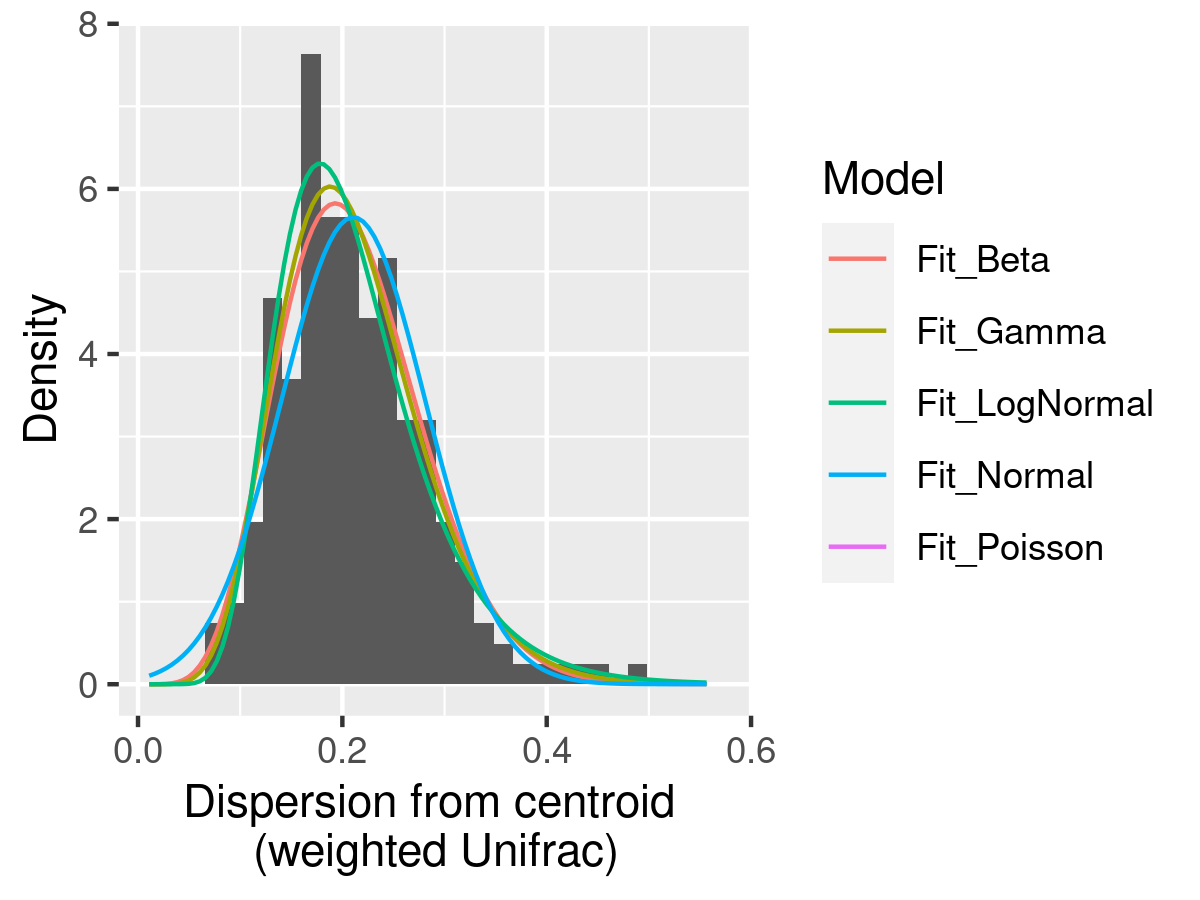 8
6
4
2
0
Density
0.0 0.2 0.4 0.6
Dispersion from centroid
(weighted Unifrac)
Model
Fit_Beta
Fit_Gamma
Fit_LogNormal
Fit_Normal
Fit_Poisson